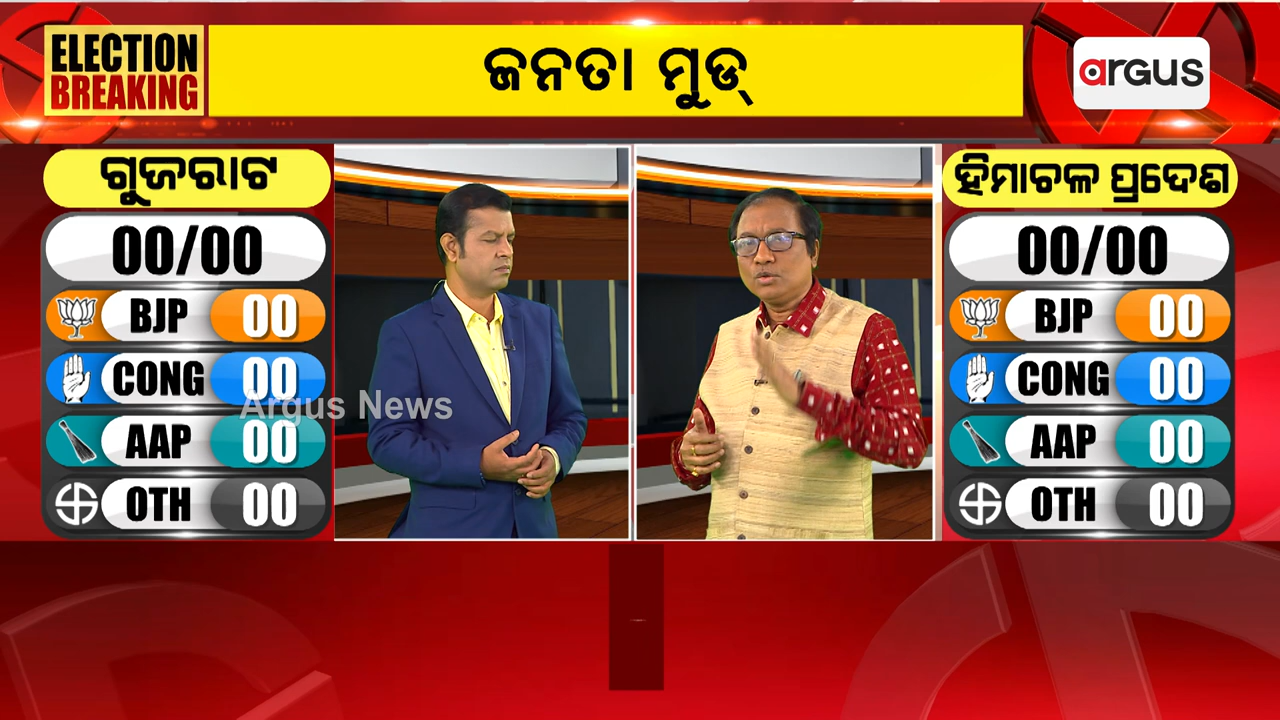 ELECTION
BREAKING
ଜନତା ମୁଡ୍
argus
ଗୁଜରାଟ
00/00
BJP 00
CONG 00
AAP 00
OTH 00
Argus News
ହିମାଚଳ ପ୍ରଦେଶ
00/00
BJP 00
CONG 00
AAP 00
OTH 00